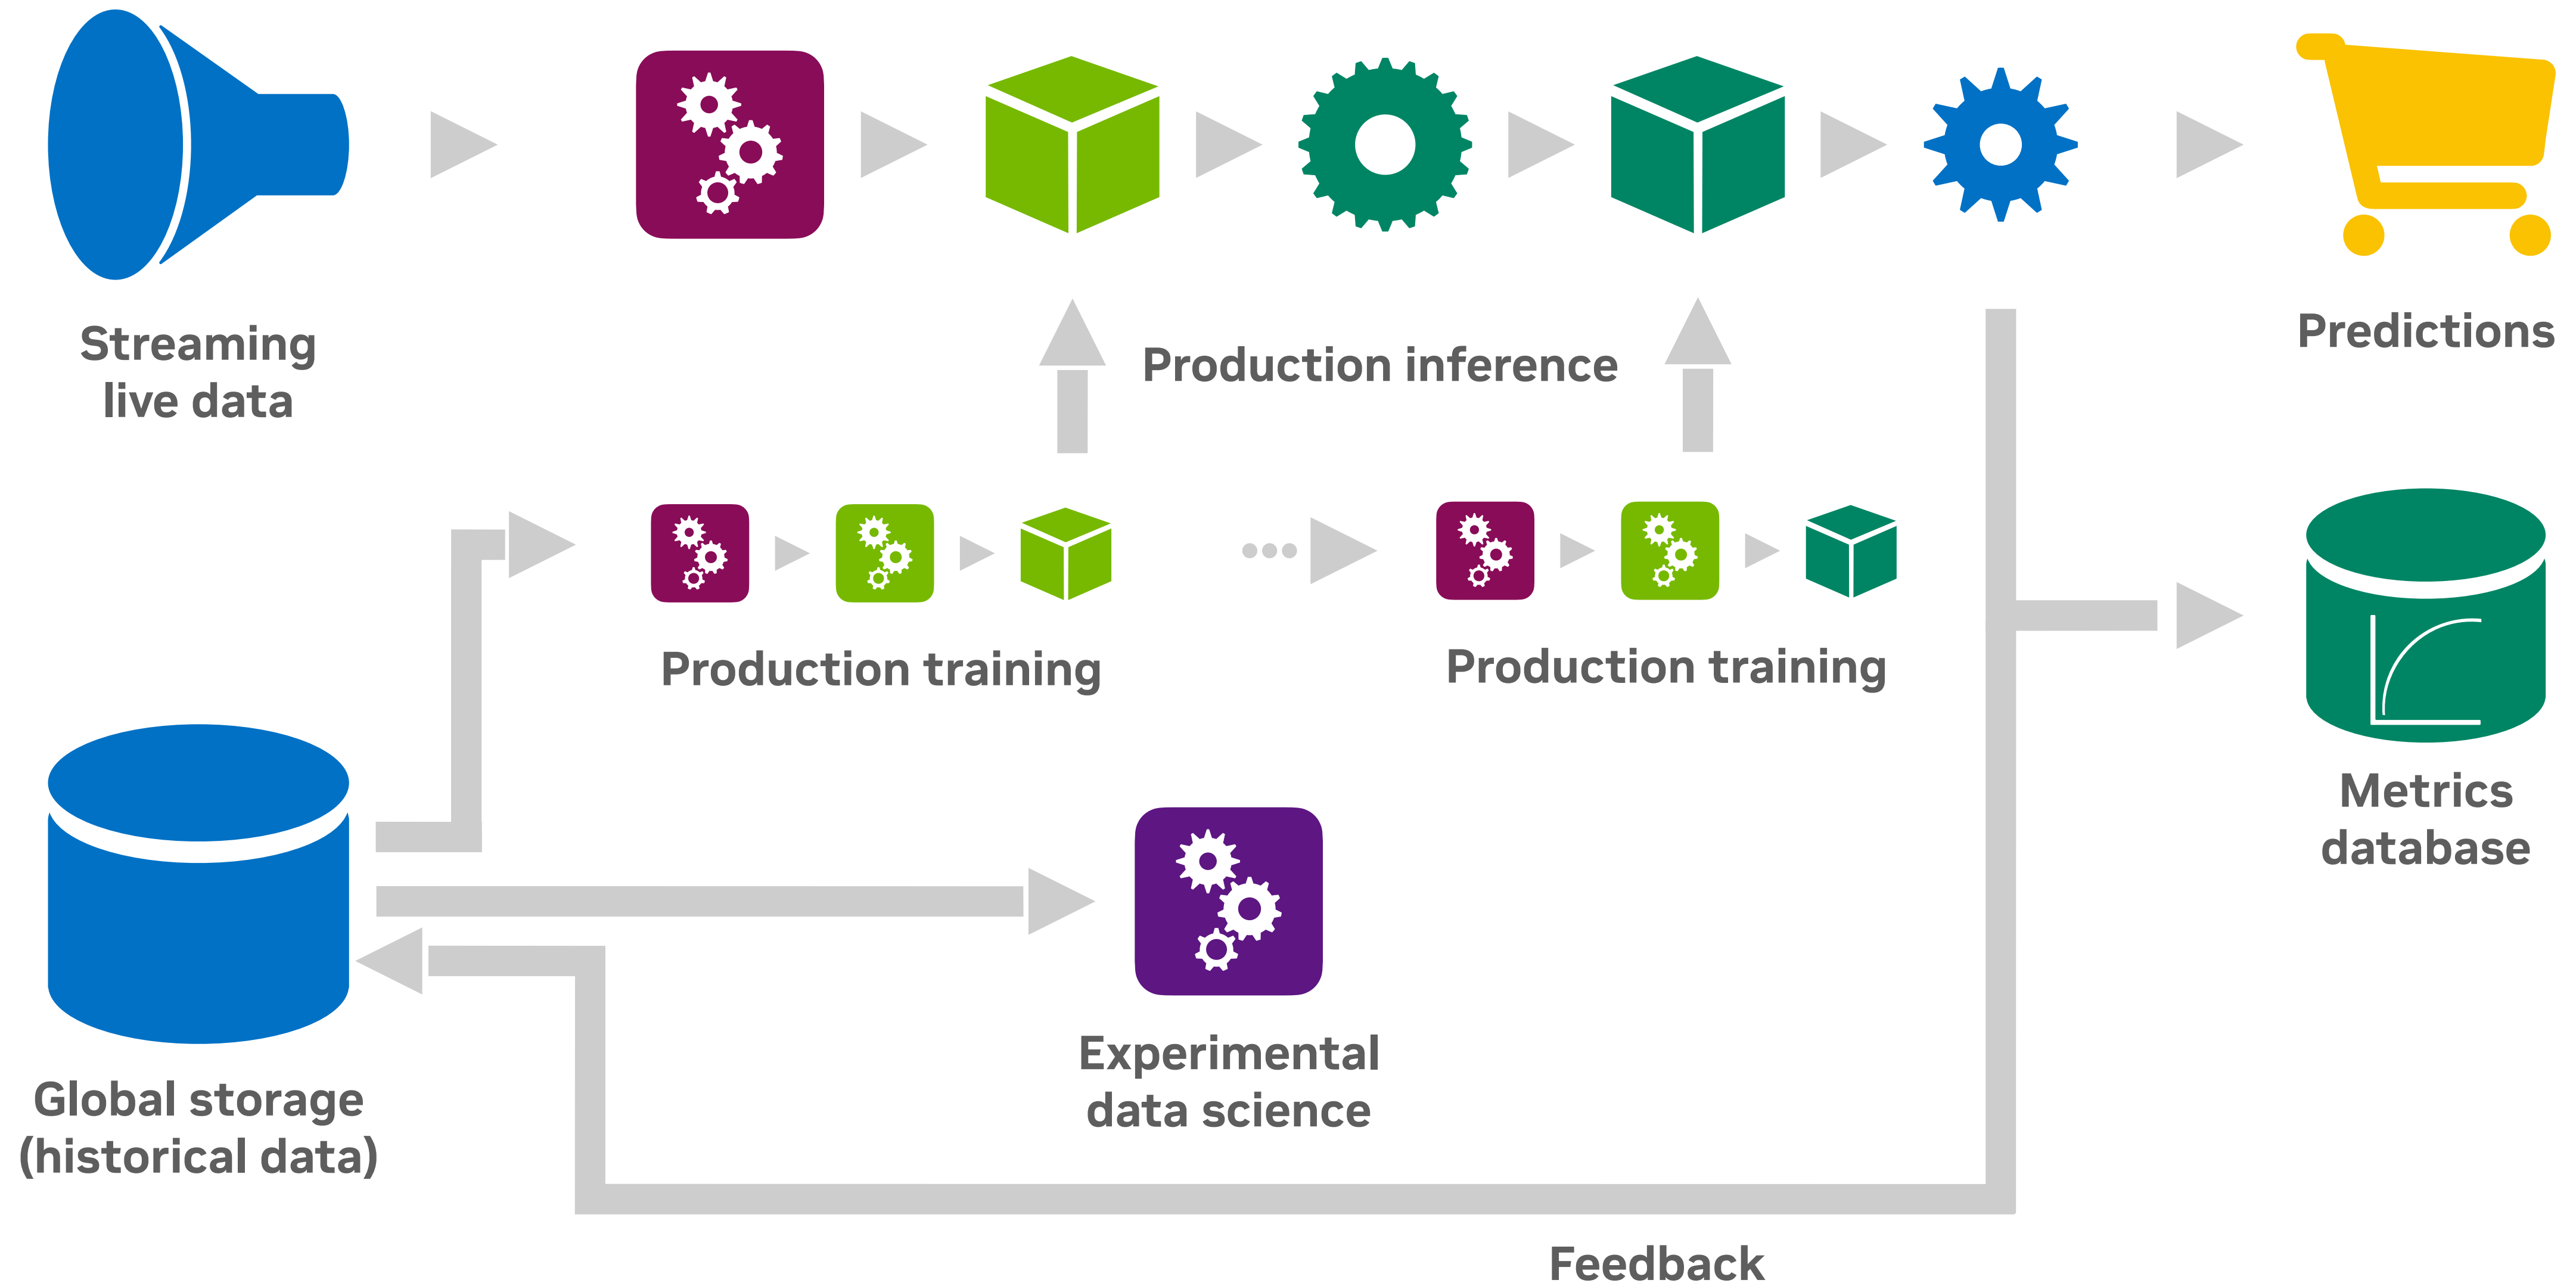 Streaming
live data
Production inference
Predictions
Production training
Production training
Metrics
database
Global storage
(historical data)
Experimental
data science
Feedback